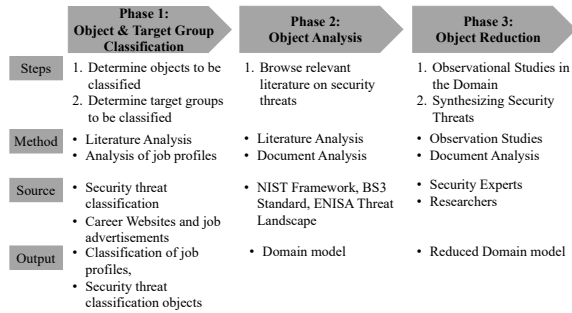 Phase 1:
Object & Target Group
Classification
Phase 2:
Object Analysis
Phase 3:
Object Reduction
Steps
1. Determine objects to be
classified
2. Determine target groups
to be classified
1. Browse relevant
literature on security
threats
1. Observational Studies in
the Domain
2. Synthesizing Security
Threats
Method
• Literature Analysis
• Analysis of job profiles
• Literature Analysis
• Document Analysis
• Observation Studies
• Document Analysis
Source
• Security threat
classification
• Career Websites and job
advertisements
• NIST Framework, BS3
Standard, ENISA Threat
Landscape
• Security Experts
• Researchers
Output
• Classification of job
profiles,
• Security threat
classification objects
• Domain model
• Reduced Domain model